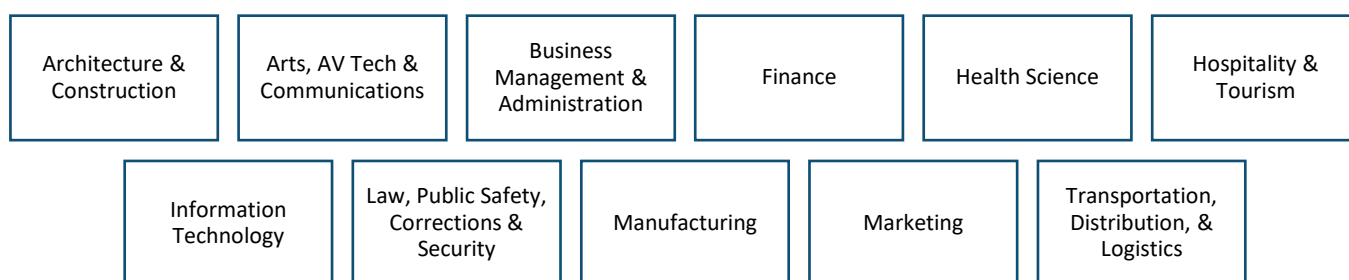 Architecture &
Construction
Arts, AV Tech &
Communications
Business
Management &
Administration
Finance
Health Science
Hospitality &
Tourism
Information
Technology
Law, Public Safety,
Corrections &
Security
Manufacturing
Marketing
Transportation,
Distribution, &
Logistics